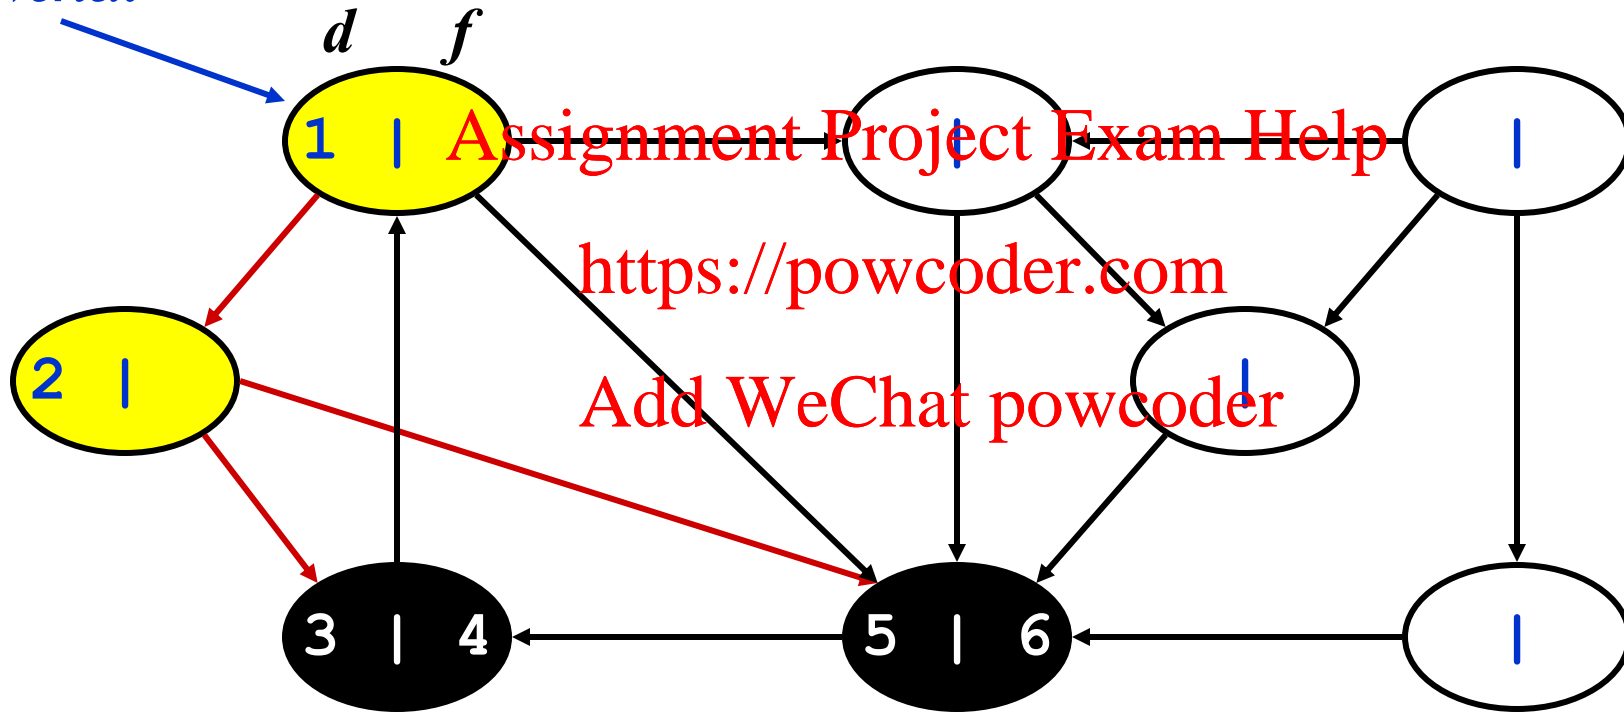 d f
1 |
Assignment Project Exam Help
|
|
https://powcoder.com
2 |
|
Add WeChat powcoder
3 | 4
5 | 6
|